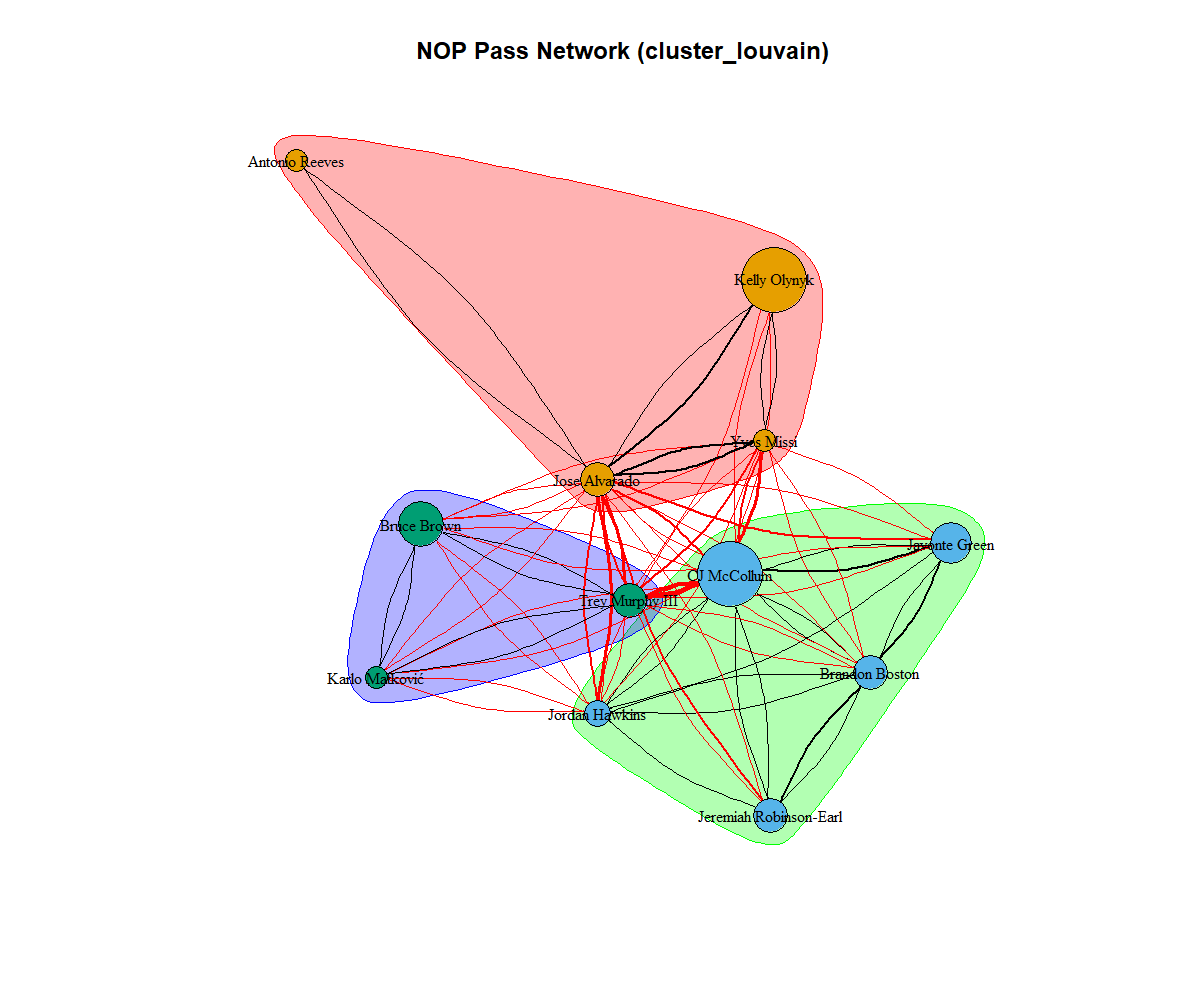 NOP Pass Network (cluster_louvain)
Antonio Reeves
Kelly Olynyk
Yves Missi
Jose Alvarado
Bruce Brown
Javonte Green
CJ McCollum
Trey Murphy III
Brandon Boston
Karlo Matković
Jordan Hawkins
Jeremiah Robinson-Earl